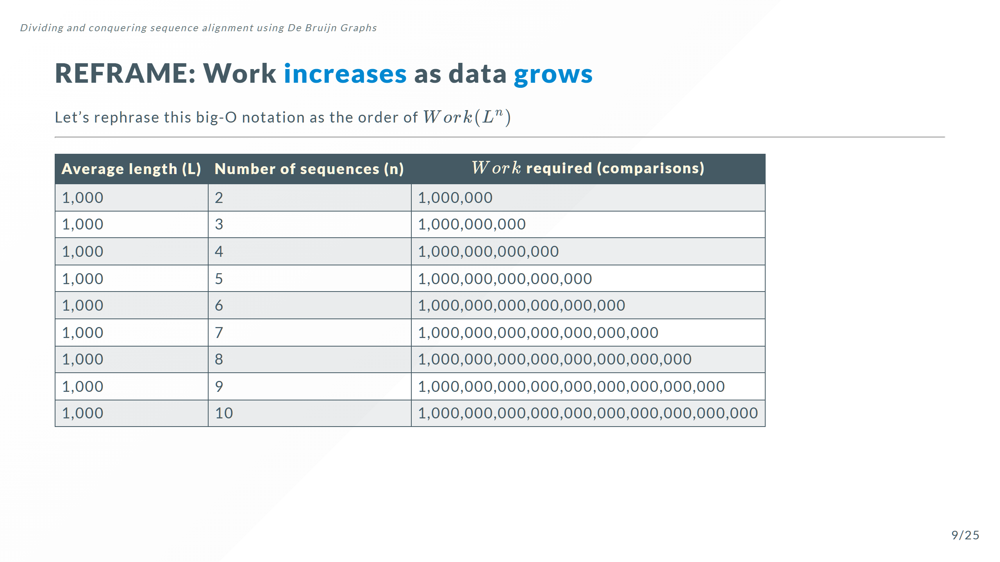 Dividing and conquering sequence alignment using De Bruijn Graphs
REFRAME: Work increases as data grows
Let’s rephrase this big-O notation as the order of Work(Lⁿ)
Average length (L) Number of sequences (n) Work required (comparisons)
1,000 2 1,000,000
1,000 3 1,000,000,000
1,000 4 1,000,000,000,000
1,000 5 1,000,000,000,000,000
1,000 6 1,000,000,000,000,000,000
1,000 7 1,000,000,000,000,000,000,000
1,000 8 1,000,000,000,000,000,000,000,000
1,000 9 1,000,000,000,000,000,000,000,000,000
1,000 10 1,000,000,000,000,000,000,000,000,000,000
9/25